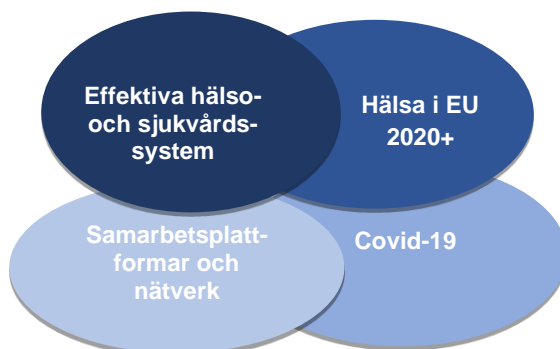 Effektiva hälso-
och sjukvårds-
system
Hälsa i EU
2020+
Samarbetsplatt-
formar och
nätverk
Covid-19